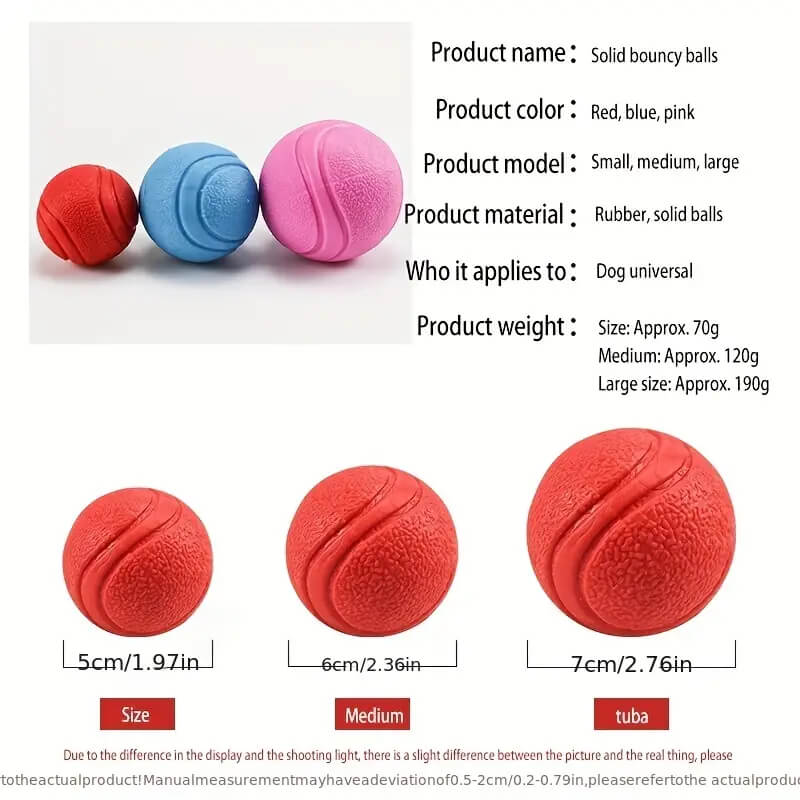 Product name： Solid bouncy balls
Product color： Red, blue, pink
Product model： Small, medium, large
Product material： Rubber, solid balls
Who it applies to： Dog universal
Product weight： Size: Approx. 70g
Medium: Approx. 120g
Large size: Approx. 190g
5cm/1.97in
6cm/2.36in
7cm/2.76in
Size
Medium
tuba
Due to the difference in the display and the shooting light, there is a slight difference between the picture and the real thing, please
totheactualproduct!Manualmeasurementmayhaveadeviationof0.5-2cm/0.2-0.79in,pleaserefertothe actualproduc